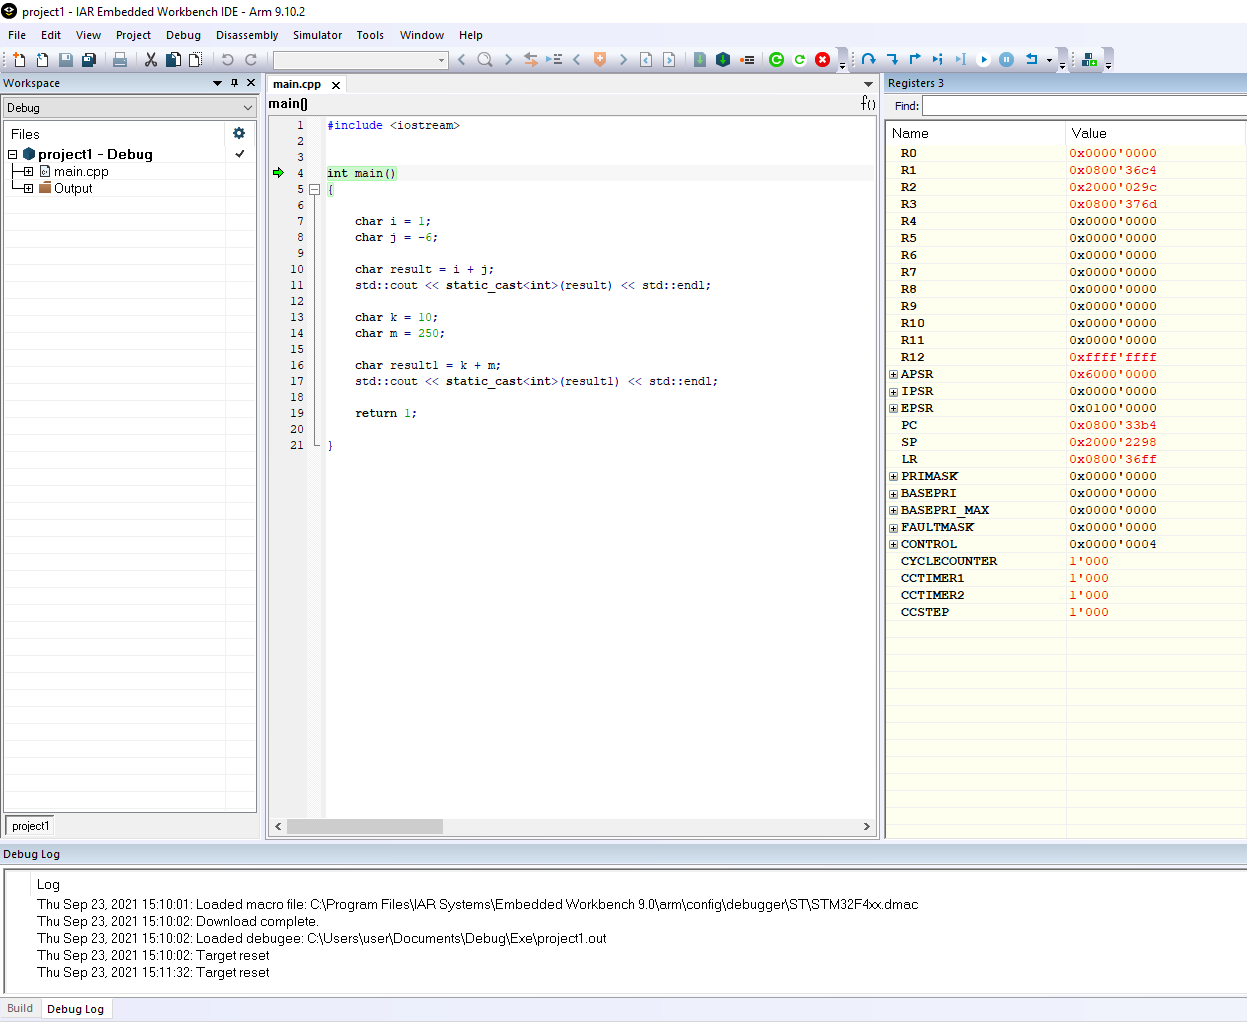 project1 - IAR Embedded Workbench IDE - Arm 9.10.2
File Edit View Project Debug Disassembly Simulator Tools Window Help
Workspace
Debug
Files
project1 - Debug
main.cpp
Output
project1
main.cpp
main()
f()
1 #include <iostream>
2
3
4 int main()
5 {
6
7 char i = 1;
8 char j = -6;
9
10 char result = i + j;
11 std::cout << static_cast<int>(result) << std::endl;
12
13 char k = 10;
14 char m = 250;
15
16 char result1 = k + m;
17 std::cout << static_cast<int>(result1) << std::endl;
18
19 return 1;
20
21 }
Registers 3
Find:
Name Value
R0 0x0000'0000
R1 0x0800'36c4
R2 0x2000'029c
R3 0x0800'376d
R4 0x0000'0000
R5 0x0000'0000
R6 0x0000'0000
R7 0x0000'0000
R8 0x0000'0000
R9 0x0000'0000
R10 0x0000'0000
R11 0x0000'0000
R12 0xffff'ffff
APSR 0x6000'0000
IPSR 0x0000'0000
EPSR 0x0100'0000
PC 0x0800'33b4
SP 0x2000'2298
LR 0x0800'36ff
PRIMASK 0x0000'0000
BASEPRI 0x0000'0000
BASEPRI_MAX 0x0000'0000
FAULTMASK 0x0000'0000
CONTROL 0x0000'0004
CYCLECOUNTER 1'000
CCTIMER1 1'000
CCTIMER2 1'000
CCSTEP 1'000
Debug Log
Log
Thu Sep 23, 2021 15:10:01: Loaded macro file: C:\Program Files\IAR Systems\Embedded Workbench 9.0\arm\config\debugger\ST\STM32F4xx.dmac
Thu Sep 23, 2021 15:10:02: Download complete.
Thu Sep 23, 2021 15:10:02: Loaded debugee: C:\Users\user\Documents\Debug\Exe\project1.out
Thu Sep 23, 2021 15:10:02: Target reset
Thu Sep 23, 2021 15:11:32: Target reset
Build Debug Log